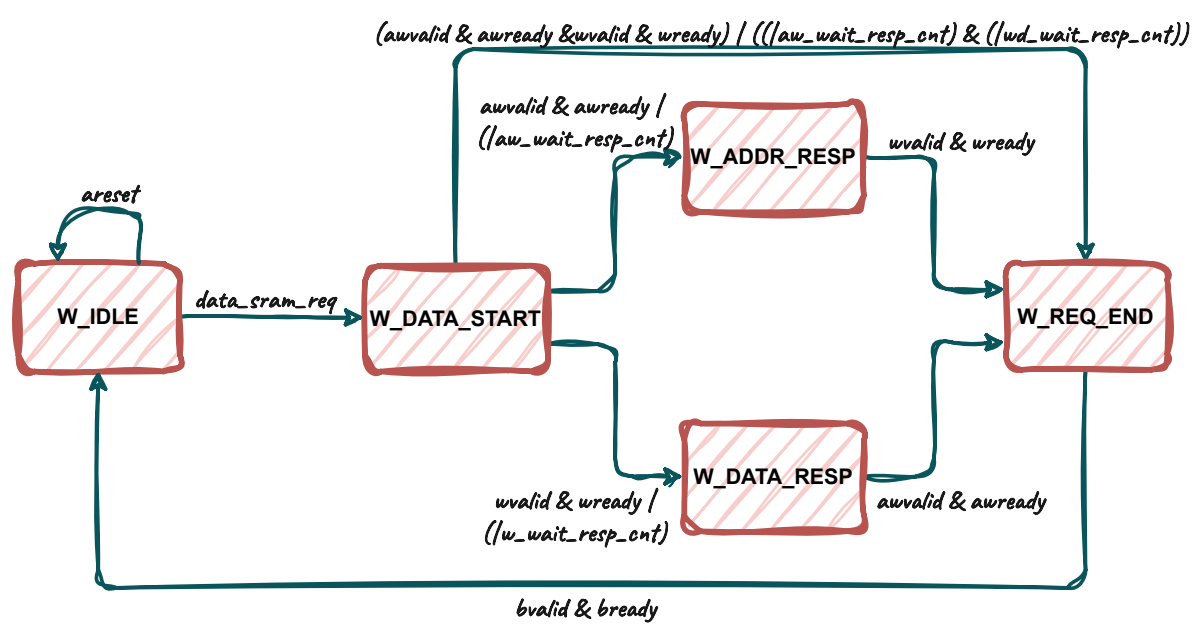 (awvalid & awready &wvalid & wready) | ((|aw_wait_resp_cnt) & (|wd_wait_resp_cnt))
awvalid & awready |
(|aw_wait_resp_cnt)
W_ADDR_RESP
wvalid & wready
areset
W_IDLE
data_sram_req
W_DATA_START
W_REQ_END
W_DATA_RESP
wvalid & wready |
(|w_wait_resp_cnt)
awvalid & awready
bvalid & bready